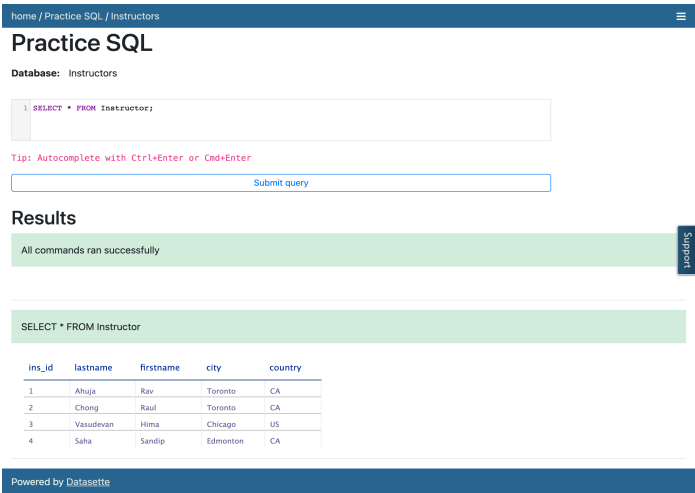 home / Practice SQL / Instructors
Practice SQL
Database: Instructors
1 SELECT * FROM Instructor;
Tip: Autocomplete with Ctrl+Enter or Cmd+Enter
Submit query
Results
All commands ran successfully
Support
SELECT * FROM Instructor
ins_id lastname firstname city country
1 Ahuja Rav Toronto CA
2 Chong Raul Toronto CA
3 Vasudevan Hima Chicago US
4 Saha Sandip Edmonton CA
Powered by Datasette